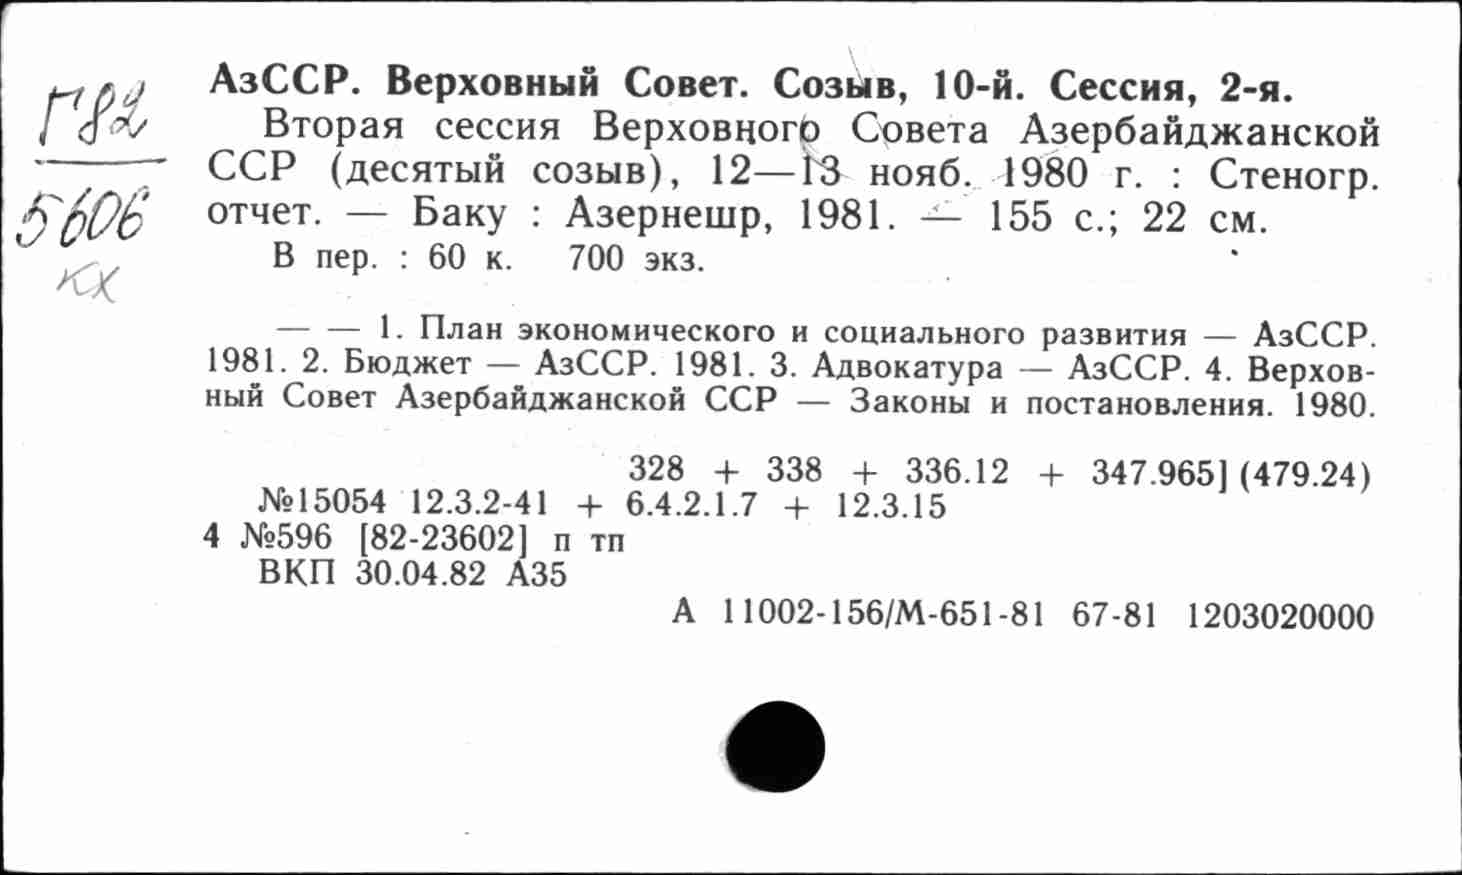 Г82
5606
КХ
АзССР. Верховный Совет. Созыв, 10-й. Сессия, 2-я.
Вторая сессия Верховного Совета Азербайджанской
ССР (десятый созыв), 12—13 нояб. 1980 г. : Стеногр.
отчет. — Баку : Азернешр, 1981. — 155 с.; 22 см.
В пер. : 60 к. 700 экз.
— — 1. План экономического и социального развития — АзССР.
1981. 2. Бюджет — АзССР. 1981. 3. Адвокатура — АзССР. 4. Верхов-
ный Совет Азербайджанской ССР — Законы и постановления. 1980.
328 + 338 + 336.12 + 347.965] (479.24)
№15054 12.3.2-41 + 6.4.2.1.7 + 12.3.15
4 №596 [82-23602] п тп
ВКП 30.04.82 А35
А 11002-156/М-651-81 67-81 1203020000